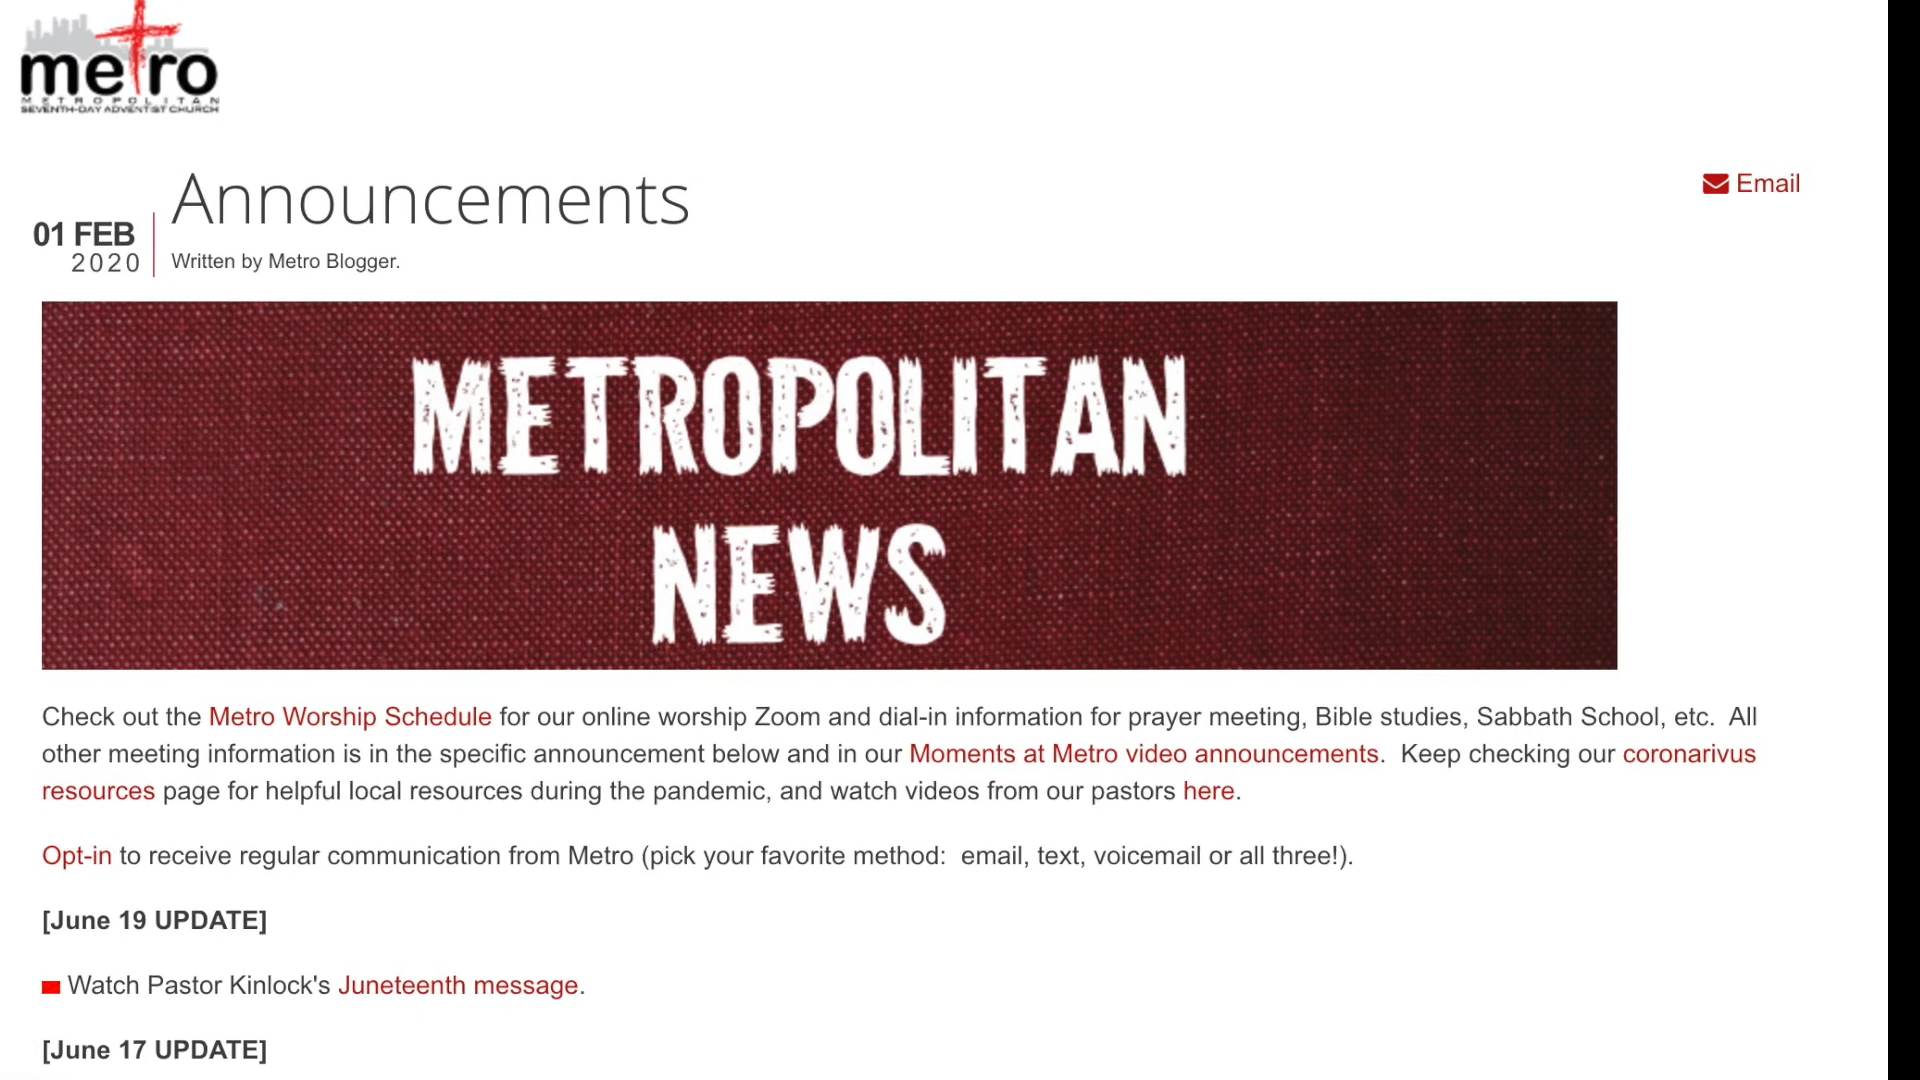 metro
METROPOLITAN
SEVENTH-DAY ADVENTIST CHURCH
Announcements
Email
01 FEB
2020
Written by Metro Blogger.
METROPOLITAN
NEWS
Check out the Metro Worship Schedule for our online worship Zoom and dial-in information for prayer meeting, Bible studies, Sabbath School, etc.  All
other meeting information is in the specific announcement below and in our Moments at Metro video announcements.  Keep checking our coronarivus
resources page for helpful local resources during the pandemic, and watch videos from our pastors here.
Opt-in to receive regular communication from Metro (pick your favorite method:  email, text, voicemail or all three!).
[June 19 UPDATE]
Watch Pastor Kinlock's Juneteenth message.
[June 17 UPDATE]